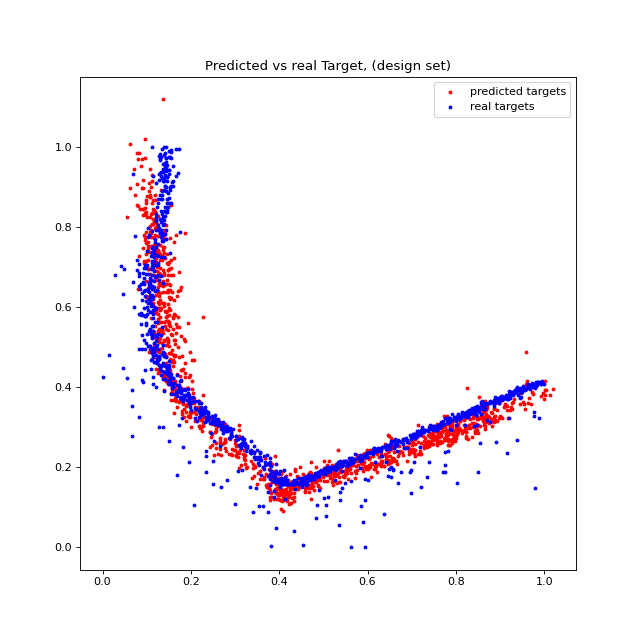 Predicted vs real Target, (design set)
predicted targets
real targets
1.0
0.8
0.6
0.4
0.2
0.0
0.0 0.2 0.4 0.6 0.8 1.0